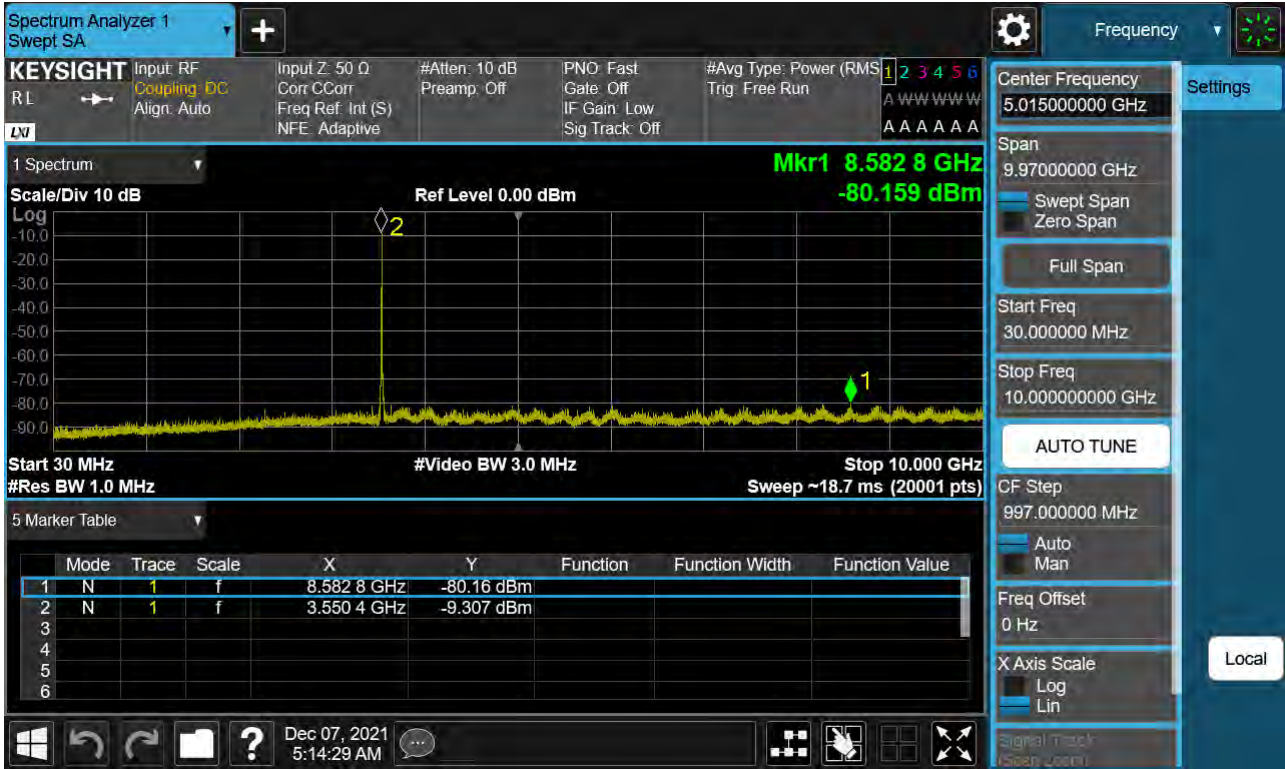 Spectrum Analyzer 1
Swept SA
Frequency
KEYSIGHT
RL
LXI
Input: RF
Coupling: DC
Align: Auto
Input Z: 50 Ω
Corr CCorr
Freq Ref: Int (S)
NFE: Adaptive
#Atten: 10 dB
Preamp: Off
PNO: Fast
Gate: Off
IF Gain: Low
Sig Track: Off
#Avg Type: Power (RMS
Trig: Free Run
1 2 3 4 5 6
A W W W W W
A A A A A A
Center Frequency
5.015000000 GHz
Settings
Span
9.97000000 GHz
Swept Span
Zero Span
Full Span
Start Freq
30.000000 MHz
Stop Freq
10.000000000 GHz
AUTO TUNE
CF Step
997.000000 MHz
Auto
Man
Freq Offset
0 Hz
X Axis Scale
Log
Lin
Signal Track
(Span Zoom)
Local
1 Spectrum
Mkr1 8.582 8 GHz
-80.159 dBm
Scale/Div 10 dB
Ref Level 0.00 dBm
Log
-10.0
-20.0
-30.0
-40.0
-50.0
-60.0
-70.0
-80.0
-90.0
2
1
Start 30 MHz
#Video BW 3.0 MHz
Stop 10.000 GHz
#Res BW 1.0 MHz
Sweep ~18.7 ms (20001 pts)
5 Marker Table
Mode Trace Scale X Y Function Function Width Function Value
1 N 1 f 8.582 8 GHz -80.16 dBm
2 N 1 f 3.550 4 GHz -9.307 dBm
3
4
5
6
?
Dec 07, 2021
5:14:29 AM